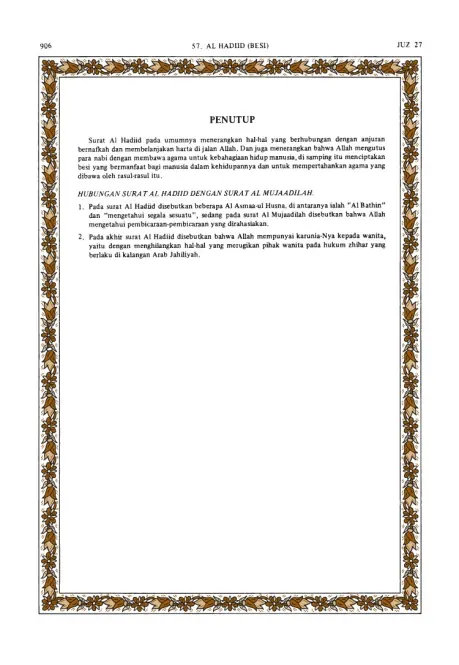 906 57. AL HADIID (BESI) JUZ 27
PENUTUP
Surat Al Hadiid pada umumnya menerangkan hal-hal yang berhubungan dengan anjuran
bernafkah dan membelanjakan harta di jalan Allah. Dan juga menerangkan bahwa Allah mengutus
para nabi dengan membawa agama untuk kebahagiaan hidup manusia, di samping itu menciptakan
besi yang bermanfaat bagi manusia dalam kehidupannya dan untuk mempertahankan agama yang
dibawa oleh rasul-rasul itu.
HUBUNGAN SURAT AL HADIID DENGAN SURAT AL MUJAADILAH.
1. Pada surat Al Hadiid disebutkan beberapa Al Asmaa-ul Husna, di antaranya ialah "Al Bathin"
dan "mengetahui segala sesuatu", sedang pada surat Al Mujaadilah disebutkan bahwa Allah
mengetahui pembicaraan-pembicaraan yang dirahasiakan.
2. Pada akhir surat Al Hadiid disebutkan bahwa Allah mempunyai karunia-Nya kepada wanita,
yaitu dengan menghilangkan hal-hal yang merugikan pihak wanita pada hukum zhihar yang
berlaku di kalangan Arab Jahiliyah.